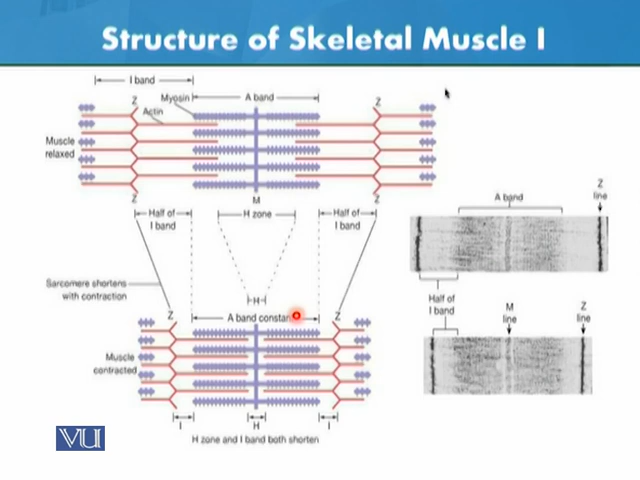 Structure of Skeletal Muscle I
I band
Z
Myosin
A band
Z
Actin
Muscle
relaxed
Z
M
Z
Half of
I band
H zone
Half of
I band
A band
Z
line
Sarcomere shortens
with contraction
Half of
I band
M
line
Z
line
H
Z
A band constan
Z
Muscle
contracted
I
H
I
H zone and I band both shorten
VU